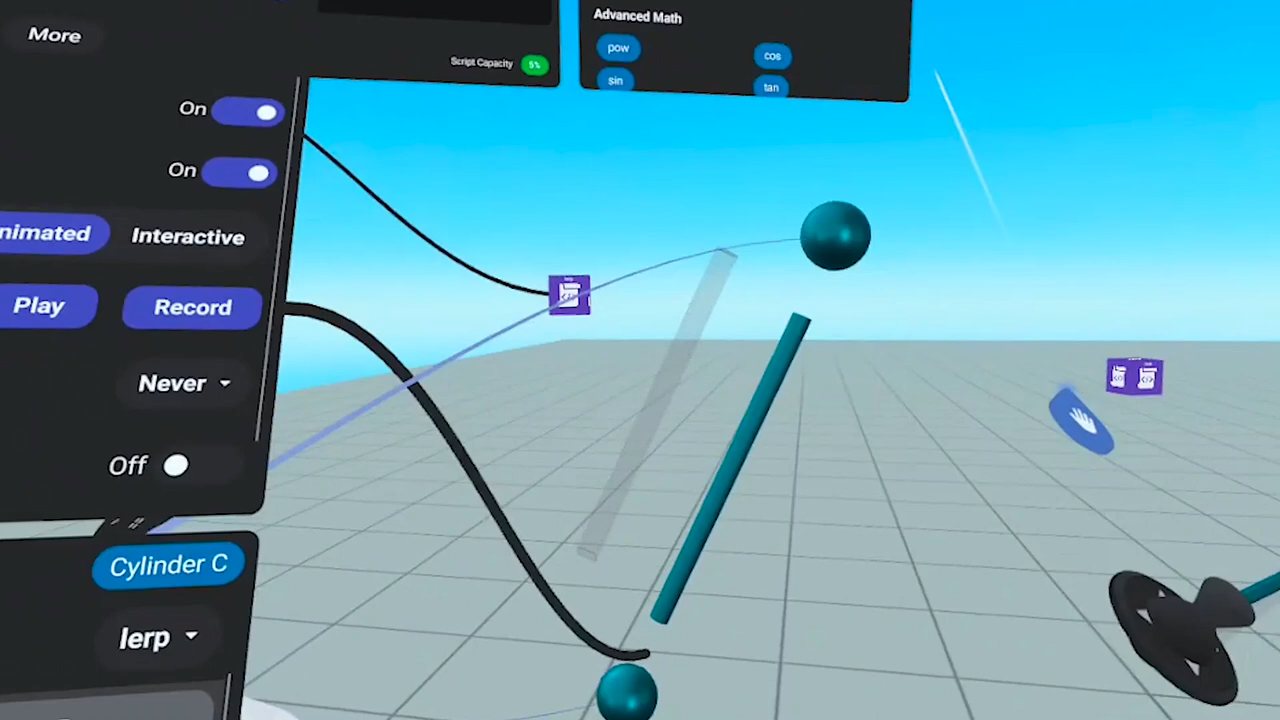 More
Script Capacity
5%
Advanced Math
pow
cos
sin
tan
On
On
nimated
Interactive
Play
Record
Never
Off
Cylinder C
lerp